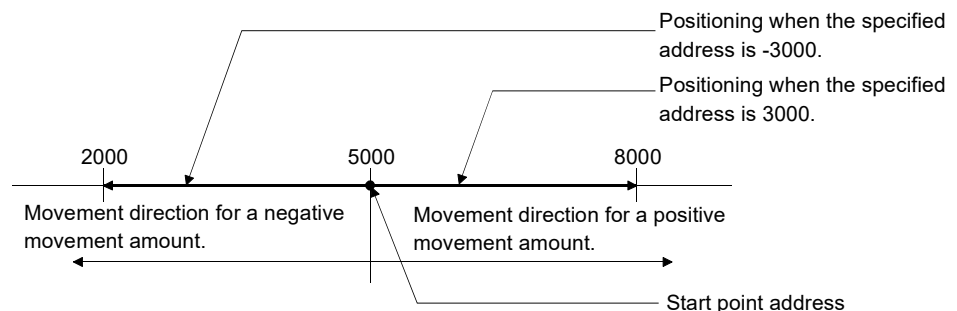 Positioning when the specified
address is -3000.
Positioning when the specified
address is 3000.
2000
5000
8000
Movement direction for a negative
movement amount.
Movement direction for a positive
movement amount.
Start point address